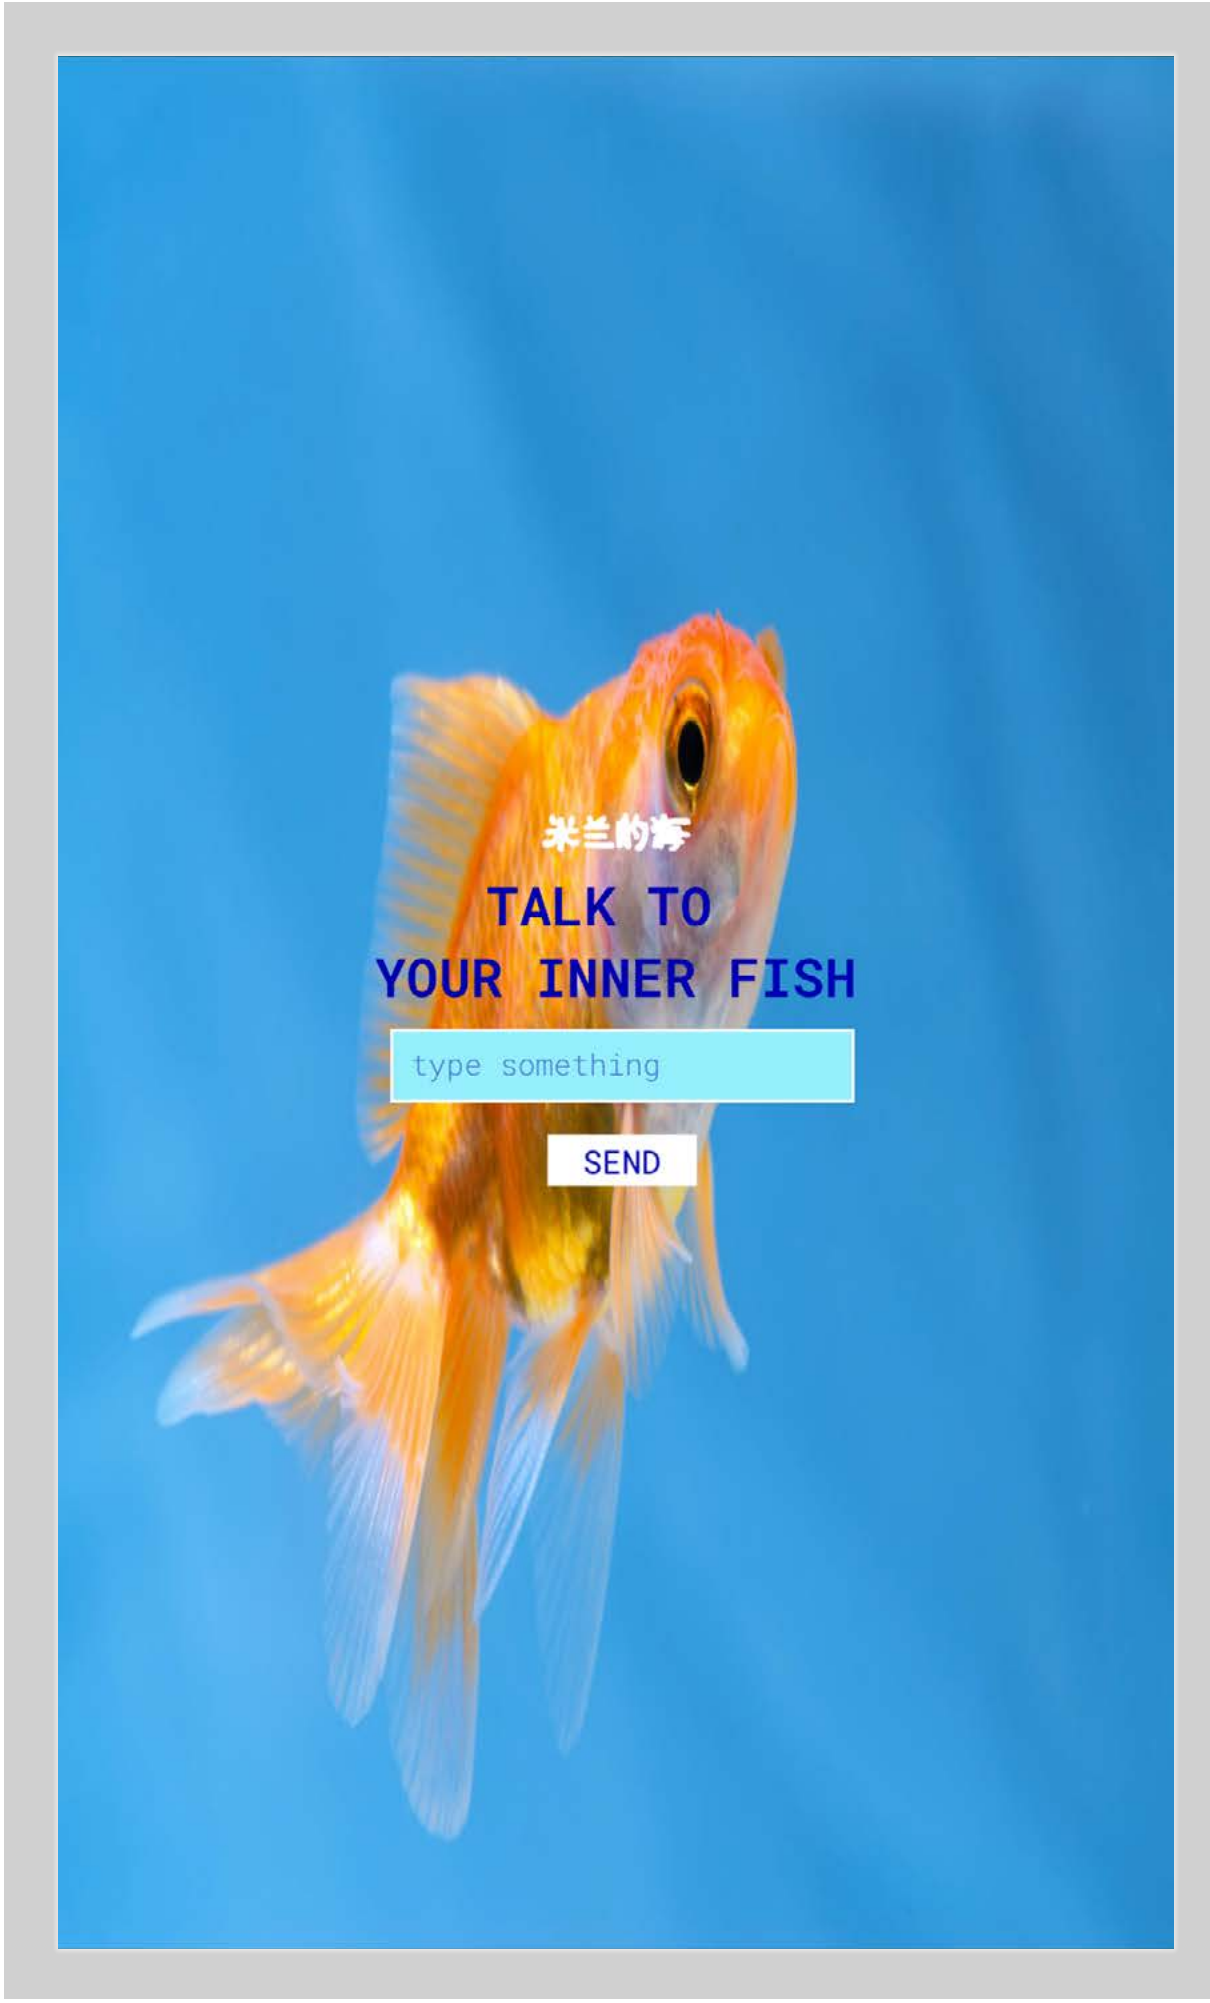 米兰的海
TALK TO
YOUR INNER FISH
type something
SEND